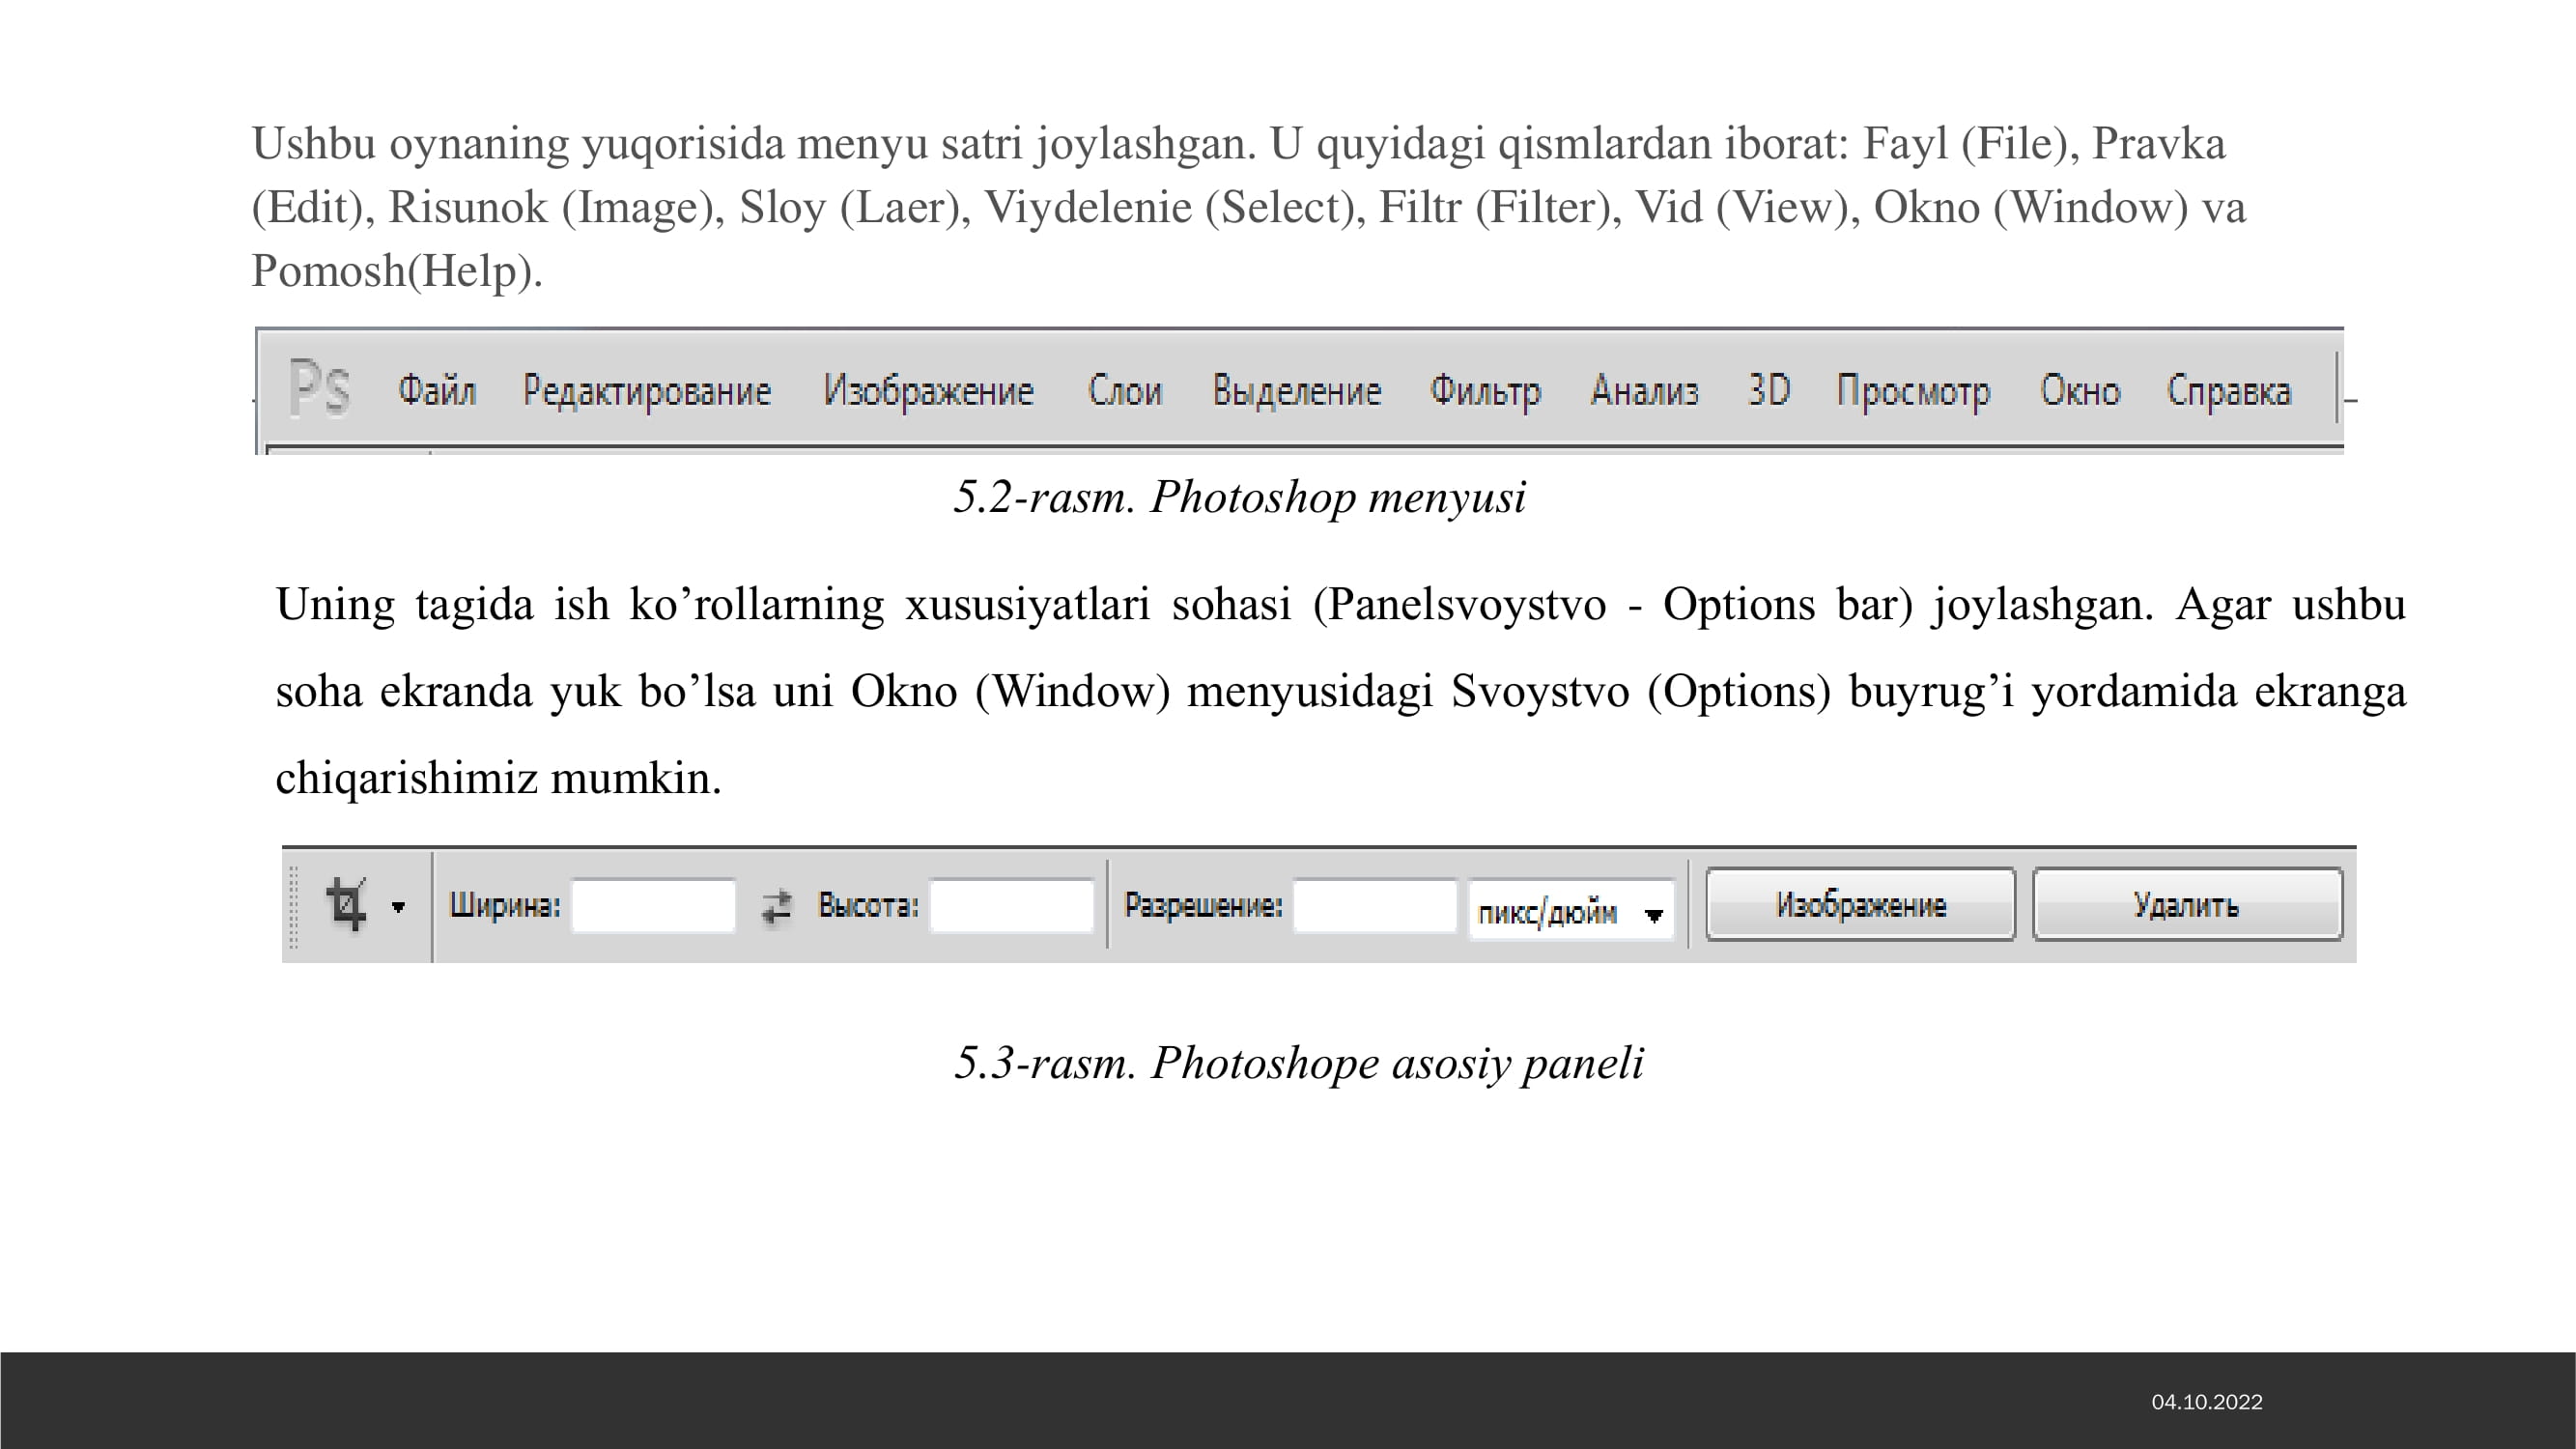 Ushbu oynaning yuqorisida menyu satri joylashgan. U quyidagi qismlardan iborat: Fayl (File), Pravka
(Edit), Risunok (Image), Sloy (Laer), Viydelenie (Select), Filtr (Filter), Vid (View), Okno (Window) va
Pomosh(Help).
Ps Файл Редактирование Изображение Слои Выделение Фильтр Анализ 3D Просмотр Окно Справка
5.2-rasm. Photoshop menyusi
Uning tagida ish ko’rollarning xususiyatlari sohasi (Panelsvoystvo - Options bar) joylashgan. Agar ushbu
soha ekranda yuk bo’lsa uni Okno (Window) menyusidagi Svoystvo (Options) buyrug’i yordamida ekranga
chiqarishimiz mumkin.
Ширина: Высота: Разрешение: пикс/дюйм Изображение Удалить
5.3-rasm. Photoshope asosiy paneli
04.10.2022